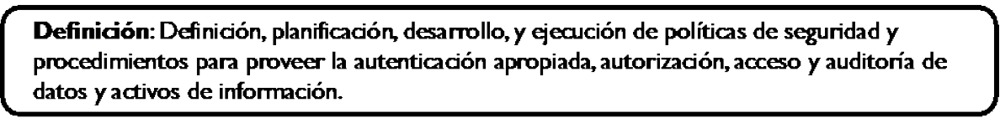 Definición: Definición, planificación, desarrollo, y ejecución de políticas de seguridad y
procedimientos para proveer la autenticación apropiada, autorización, acceso y auditoría de
datos y activos de información.